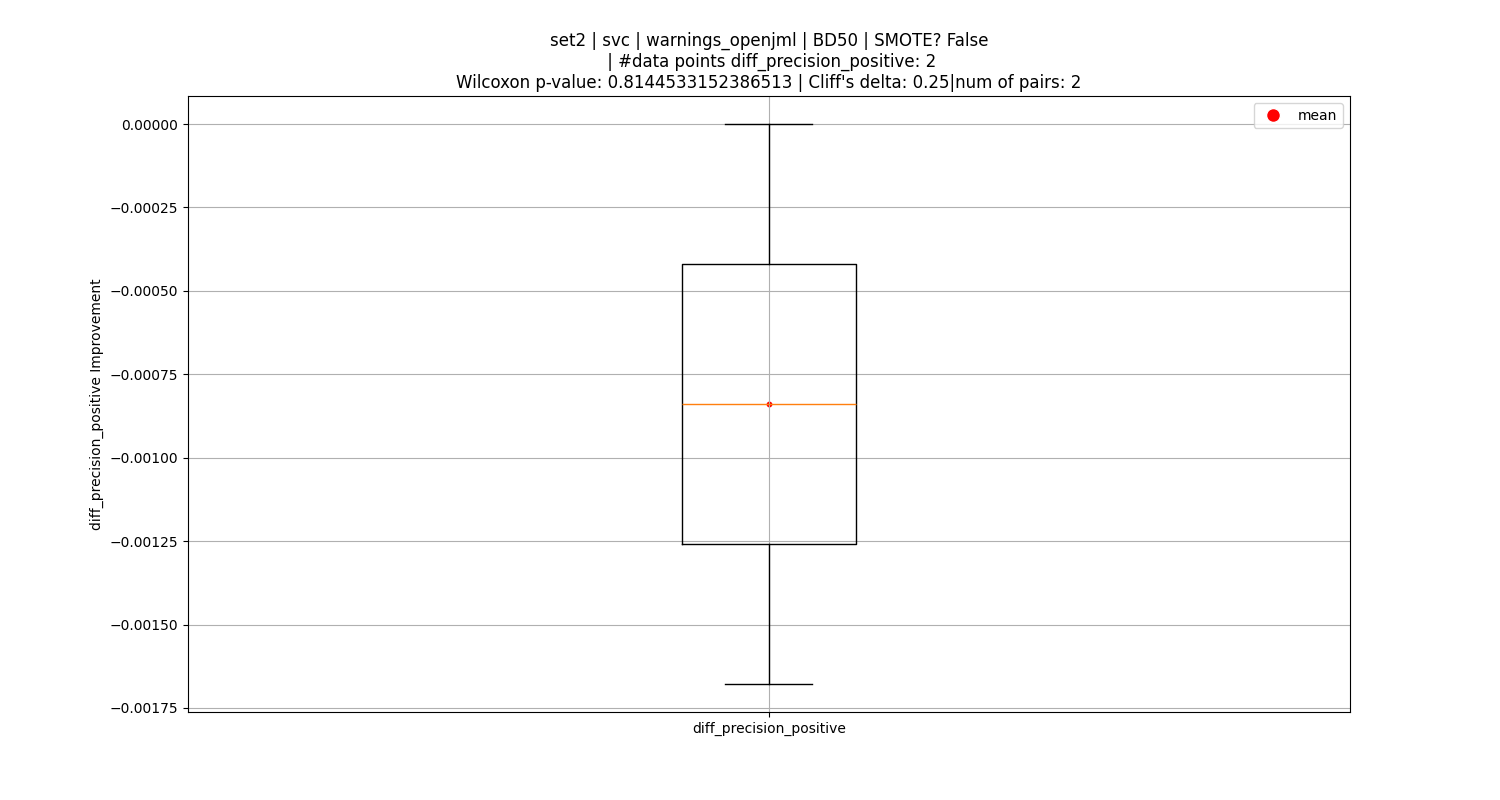 set2 | svc | warnings_openjml | BD50 | SMOTE? False
| #data points diff_precision_positive: 2
Wilcoxon p-value: 0.8144533152386513 | Cliff's delta: 0.25|num of pairs: 2
mean
0.00000
−0.00025
−0.00050
−0.00075
−0.00100
−0.00125
−0.00150
−0.00175
diff_precision_positive Improvement
diff_precision_positive